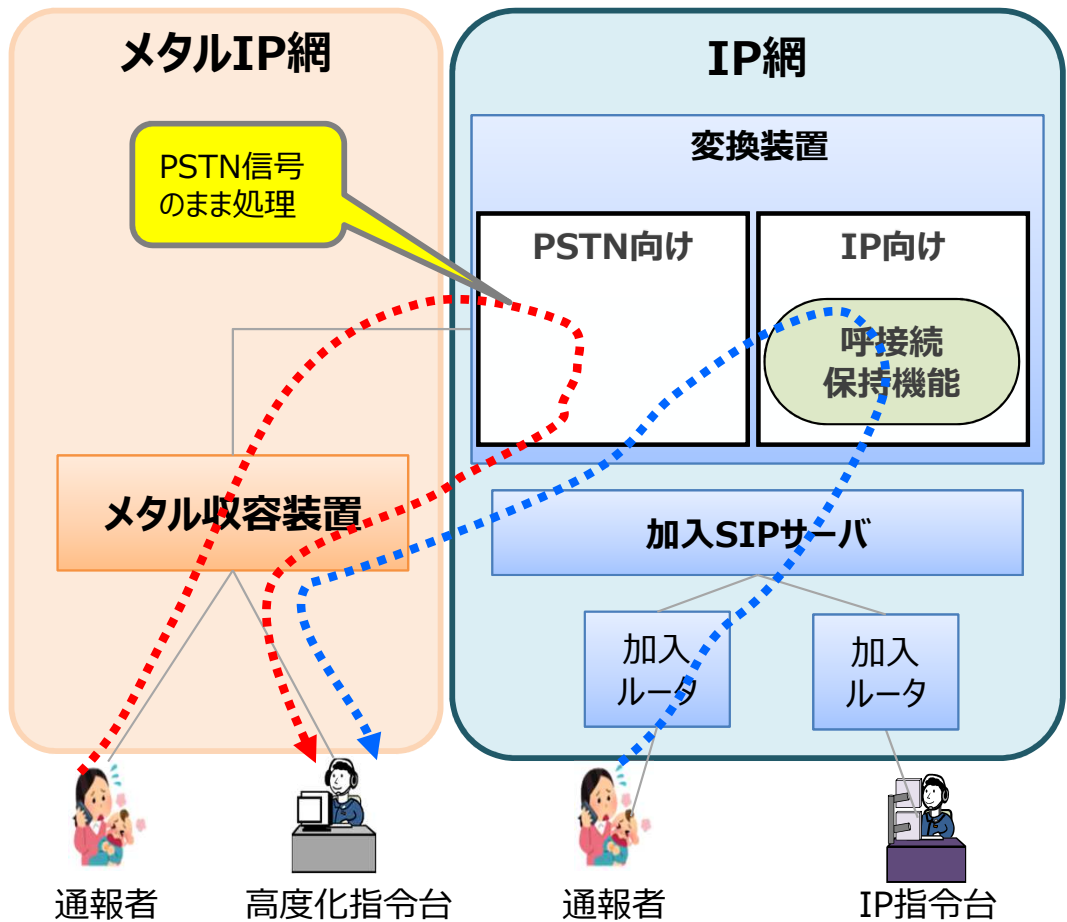 メタルIP網
IP網
変換装置
PSTN信号
のまま処理
PSTN向け
IP向け
呼接続
保持機能
メタル収容装置
加入SIPサーバ
加入
ルータ
加入
ルータ
通報者
高度化指令台
通報者
IP指令台